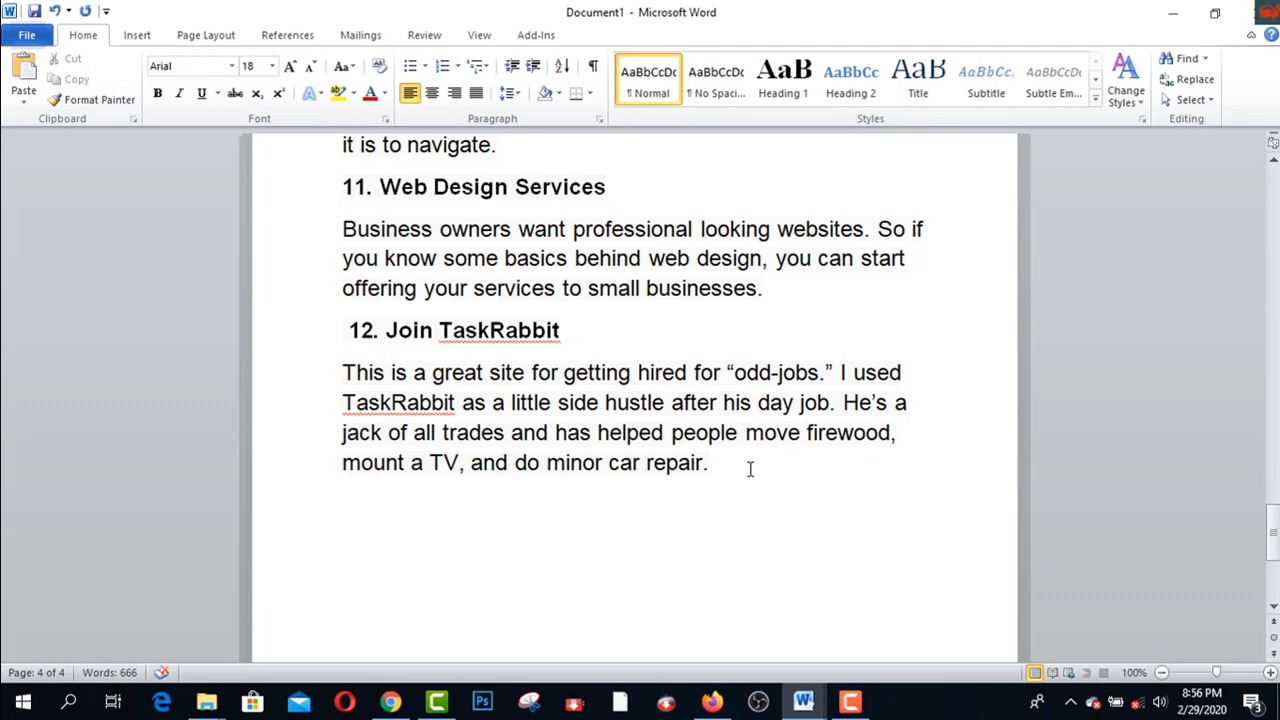 Document1 - Microsoft Word
File Home Insert Page Layout References Mailings Review View Add-Ins
Paste
Cut
Copy
Format Painter
Clipboard
Arial 18
Font
Paragraph
AaBbCcDc AaBbCcDc AaB AaBbCc AaB AaBbCc. AaBbCcDc
¶ Normal ¶ No Spaci... Heading 1 Heading 2 Title Subtitle Subtle Em...
Styles
Change Styles
Find
Replace
Select
Editing
it is to navigate.
11. Web Design Services
Business owners want professional looking websites. So if
you know some basics behind web design, you can start
offering your services to small businesses.
12. Join TaskRabbit
This is a great site for getting hired for “odd-jobs.” I used
TaskRabbit as a little side hustle after his day job. He’s a
jack of all trades and has helped people move firewood,
mount a TV, and do minor car repair.
Page: 4 of 4 Words: 666 100%
8:56 PM
2/29/2020
3